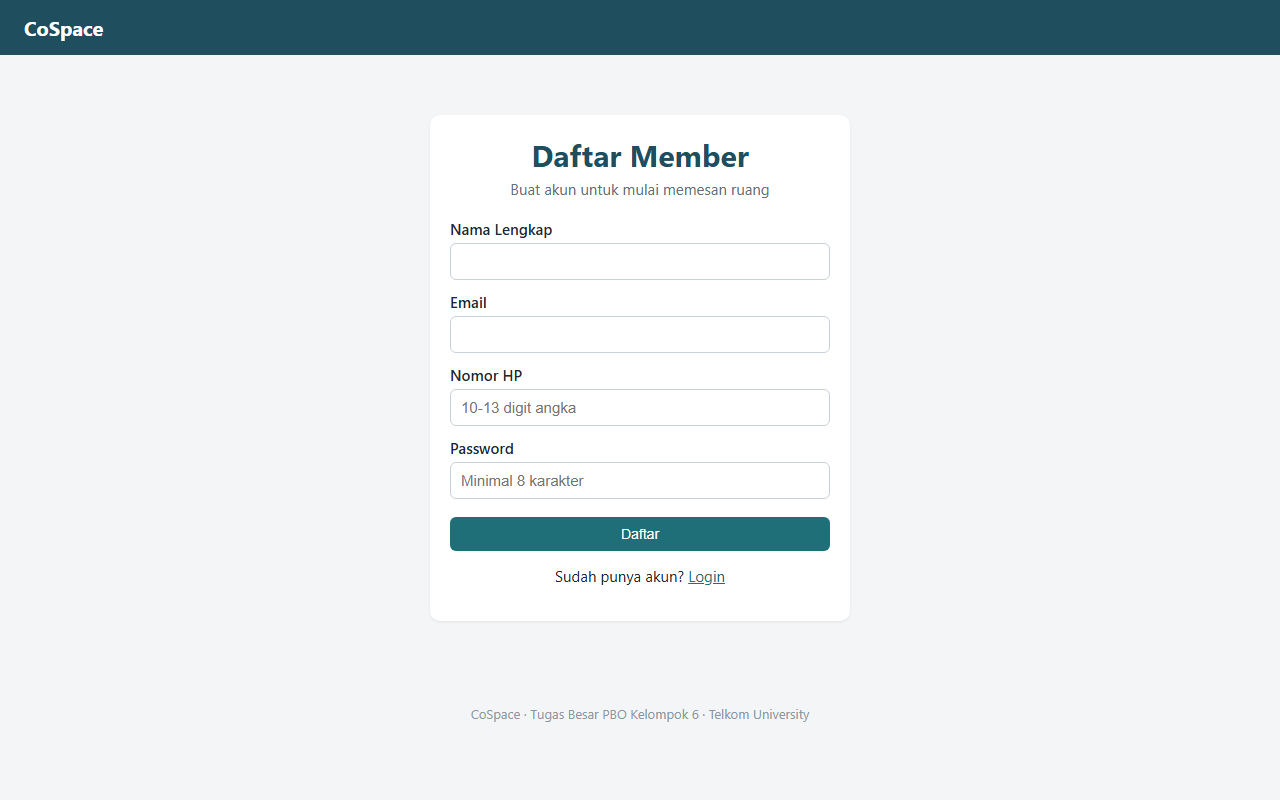 CoSpace
Daftar Member
Buat akun untuk mulai memesan ruang
Nama Lengkap
Email
Nomor HP
10-13 digit angka
Password
Minimal 8 karakter
Daftar
Sudah punya akun? Login
CoSpace · Tugas Besar PBO Kelompok 6 · Telkom University